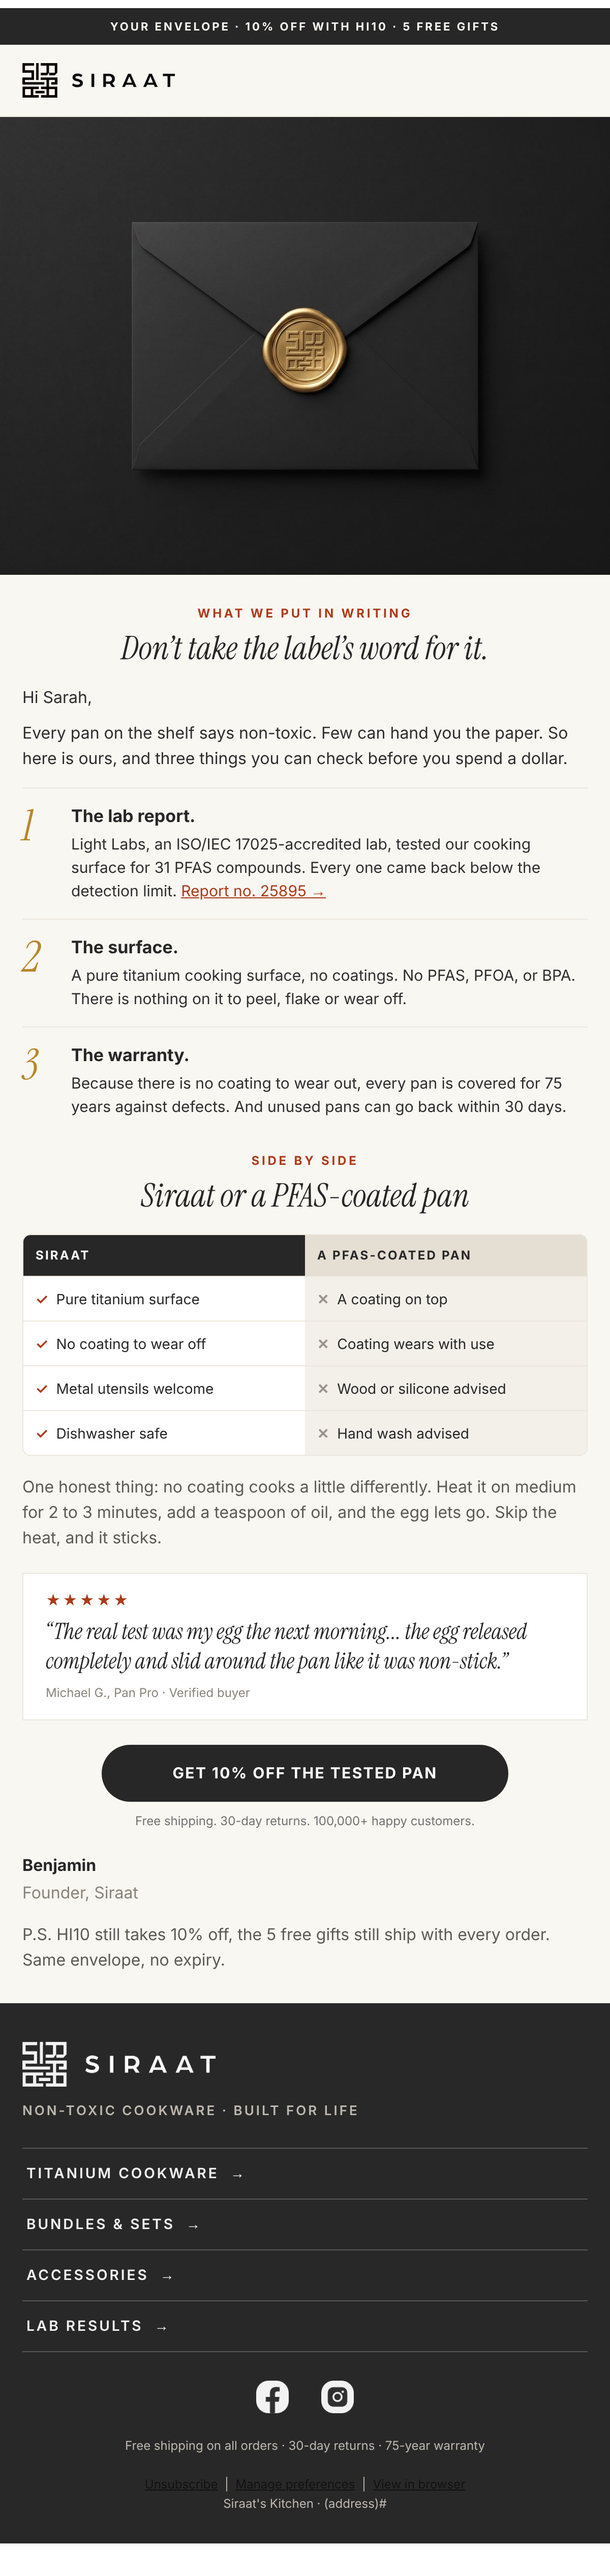 YOUR ENVELOPE · 10% OFF WITH HI10 · 5 FREE GIFTS
SIRAAT
WHAT WE PUT IN WRITING
Don’t take the label’s word for it.
Hi Sarah,
Every pan on the shelf says non-toxic. Few can hand you the paper. So
here is ours, and three things you can check before you spend a dollar.
1
The lab report.
Light Labs, an ISO/IEC 17025-accredited lab, tested our cooking
surface for 31 PFAS compounds. Every one came back below the
detection limit. Report no. 25895 →
2
The surface.
A pure titanium cooking surface, no coatings. No PFAS, PFOA, or BPA.
There is nothing on it to peel, flake or wear off.
3
The warranty.
Because there is no coating to wear out, every pan is covered for 75
years against defects. And unused pans can go back within 30 days.
SIDE BY SIDE
Siraat or a PFAS-coated pan
SIRAAT A PFAS-COATED PAN
✓ Pure titanium surface ✕ A coating on top
✓ No coating to wear off ✕ Coating wears with use
✓ Metal utensils welcome ✕ Wood or silicone advised
✓ Dishwasher safe ✕ Hand wash advised
One honest thing: no coating cooks a little differently. Heat it on medium
for 2 to 3 minutes, add a teaspoon of oil, and the egg lets go. Skip the
heat, and it sticks.
★★★★★
“The real test was my egg the next morning... the egg released
completely and slid around the pan like it was non-stick.”
Michael G., Pan Pro · Verified buyer
GET 10% OFF THE TESTED PAN
Free shipping. 30-day returns. 100,000+ happy customers.
Benjamin
Founder, Siraat
P.S. HI10 still takes 10% off, the 5 free gifts still ship with every order.
Same envelope, no expiry.
SIRAAT
NON-TOXIC COOKWARE · BUILT FOR LIFE
TITANIUM COOKWARE →
BUNDLES & SETS →
ACCESSORIES →
LAB RESULTS →
Free shipping on all orders · 30-day returns · 75-year warranty
Unsubscribe | Manage preferences | View in browser
Siraat's Kitchen · (address)#